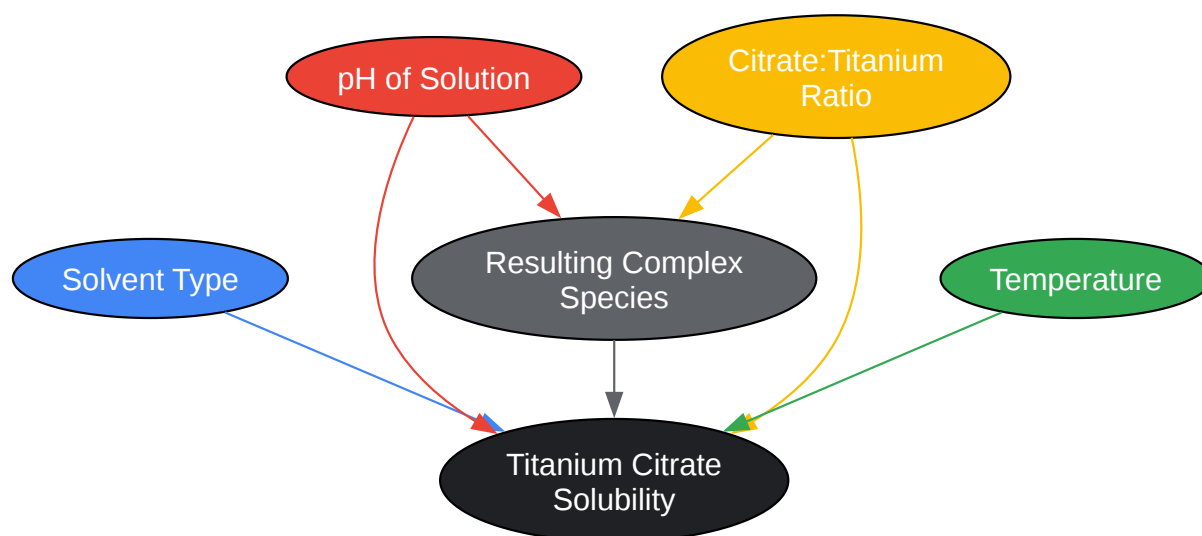 pH of Solution
Citrate:Titanium
Ratio
Solvent Type
Resulting Complex
Species
Temperature
Titanium Citrate
Solubility